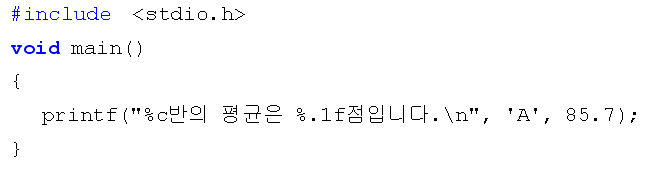 #include <stdio.h>
void main()
{
printf("%c반의 평균은 %.1f점입니다.\n", 'A', 85.7);
}